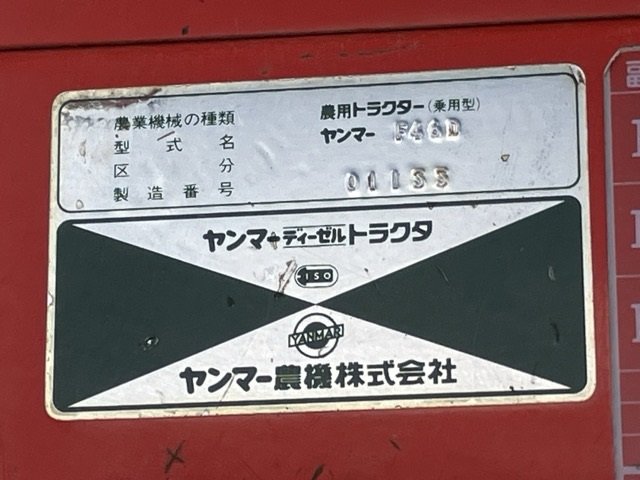 農業機械の種類 農用トラクター(乗用型)
型式名 ヤンマー F46D
区分
製造番号 01155
ヤンマーディーゼルトラクタ
ISO
YANMAR
ヤンマー農機株式会社
副